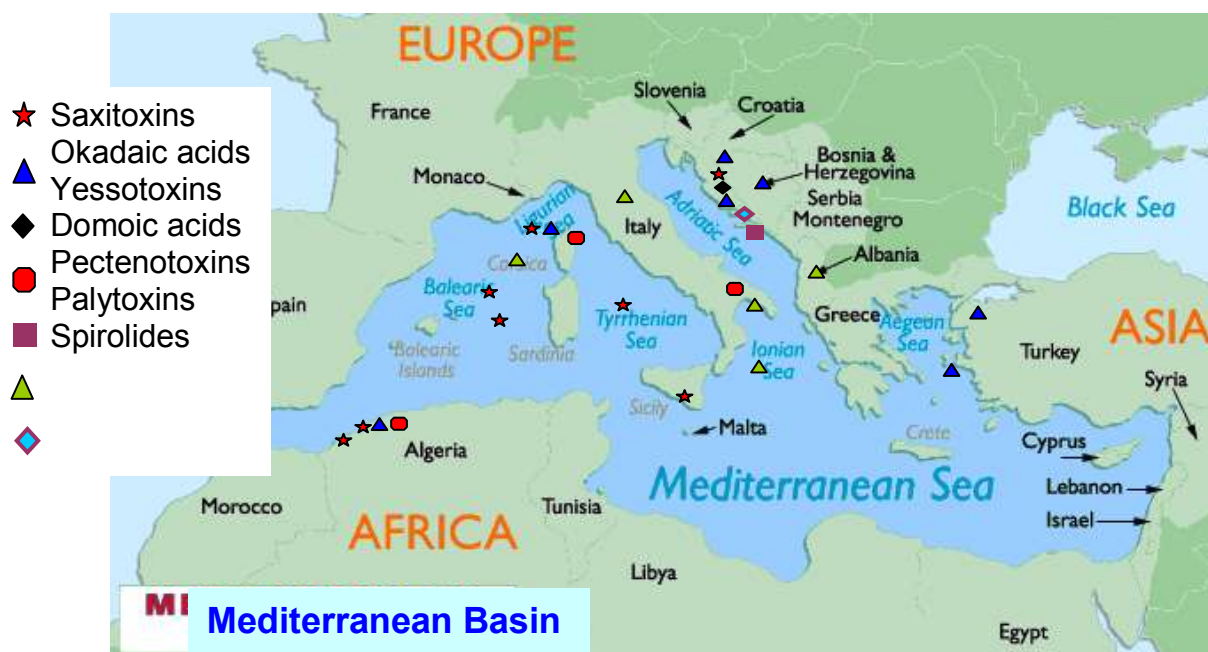 EUROPE
Slovenia
Croatia
France
Saxitoxins
Okadaic acids
Yessotoxins
Domoic acids
Pectenotoxins
Palytoxins
Spirolides
Monaco
Bosnia &
Herzegovina
Serbia
Montenegro
Black Sea
Ligurian
Sea
Italy
Adriatic Sea
Albania
Corsica
Balearic
Sea
Tyrrhenian
Sea
Greece
Aegean
Sea
ASIA
Turkey
pain
Balearic
Islands
Sardinia
Ionian
Sea
Syria
Sicily
Malta
Crete
Cyprus
Algeria
Mediterranean Sea
Lebanon
Israel
Morocco
Tunisia
AFRICA
Libya
Mediterranean Basin
Egypt